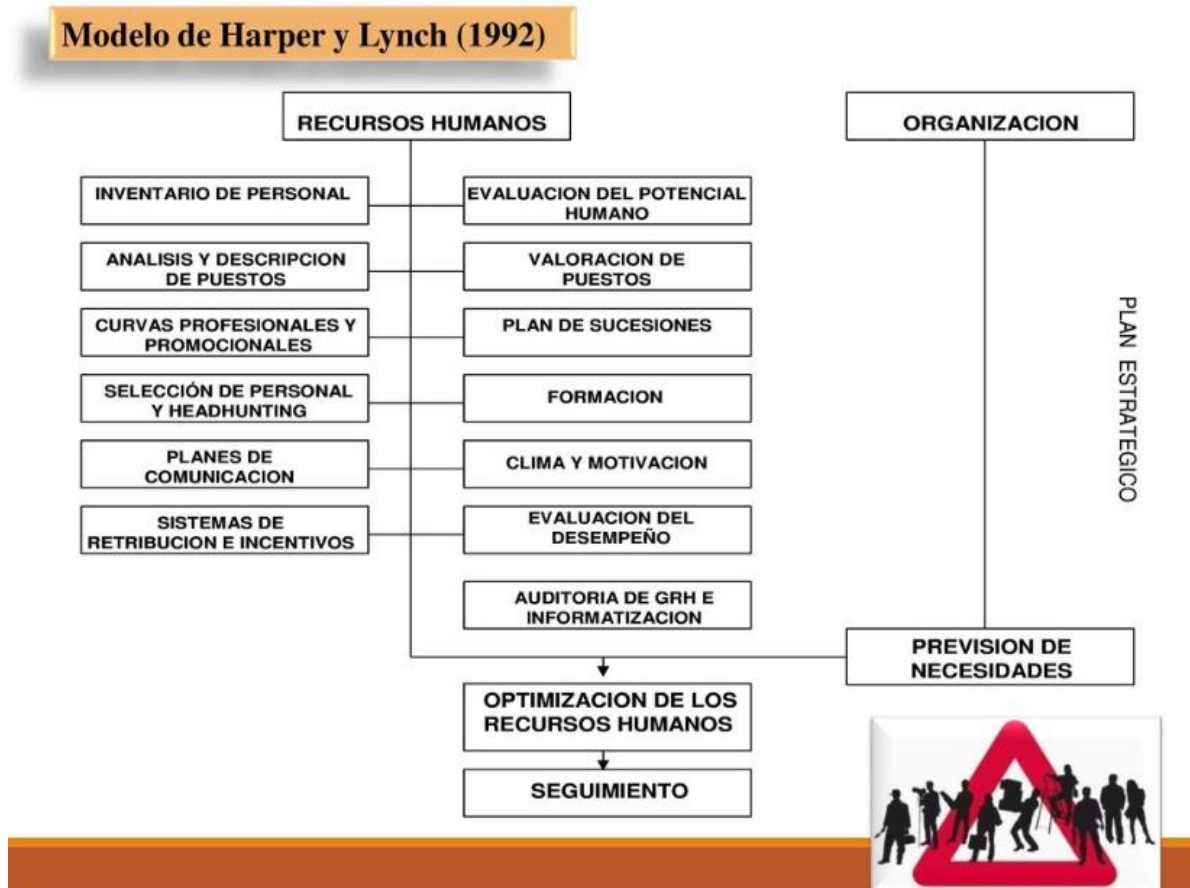 Modelo de Harper y Lynch (1992)
RECURSOS HUMANOS
ORGANIZACION
INVENTARIO DE PERSONAL
EVALUACION DEL POTENCIAL
HUMANO
ANALISIS Y DESCRIPCION
DE PUESTOS
VALORACION DE
PUESTOS
CURVAS PROFESIONALES Y
PROMOCIONALES
PLAN DE SUCESIONES
SELECCIÓN DE PERSONAL
Y HEADHUNTING
FORMACION
PLANES DE
COMUNICACION
CLIMA Y MOTIVACION
SISTEMAS DE
RETRIBUCION E INCENTIVOS
EVALUACION DEL
DESEMPEÑO
AUDITORIA DE GRH E
INFORMATIZACION
PLAN ESTRATEGICO
PREVISION DE
NECESIDADES
OPTIMIZACION DE LOS
RECURSOS HUMANOS
SEGUIMIENTO